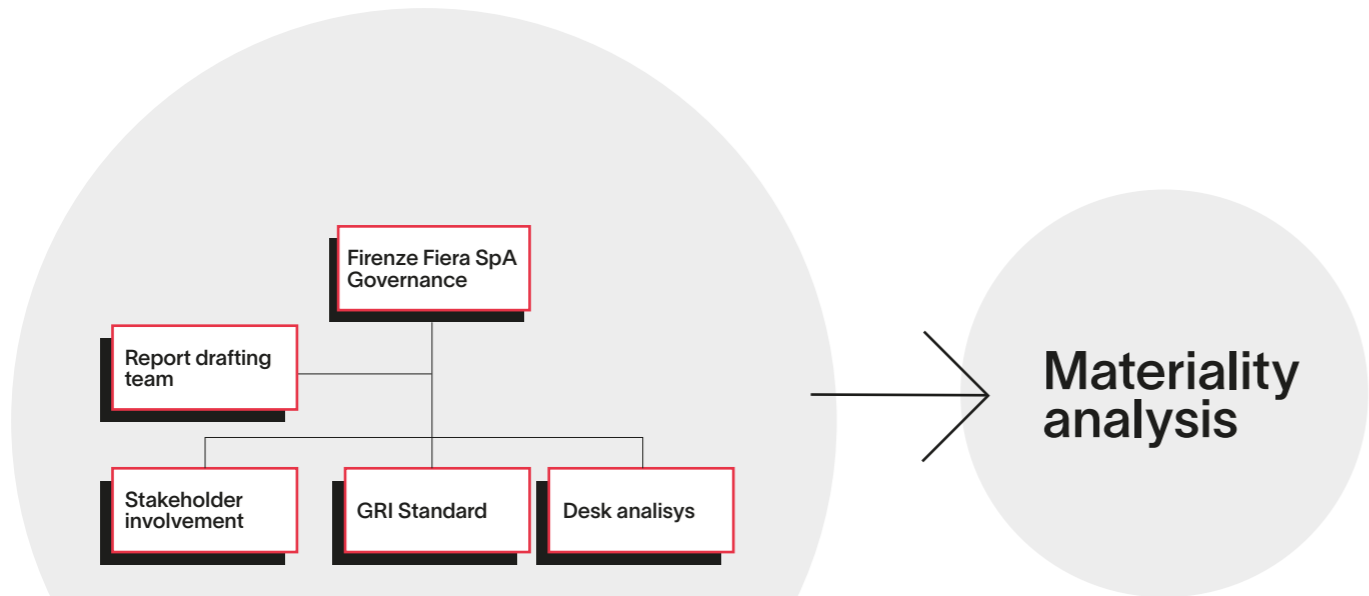 Firenze Fiera SpA
Governance
Report drafting
team
Stakeholder
involvement
GRI Standard
Desk analisys
Materiality
analysis